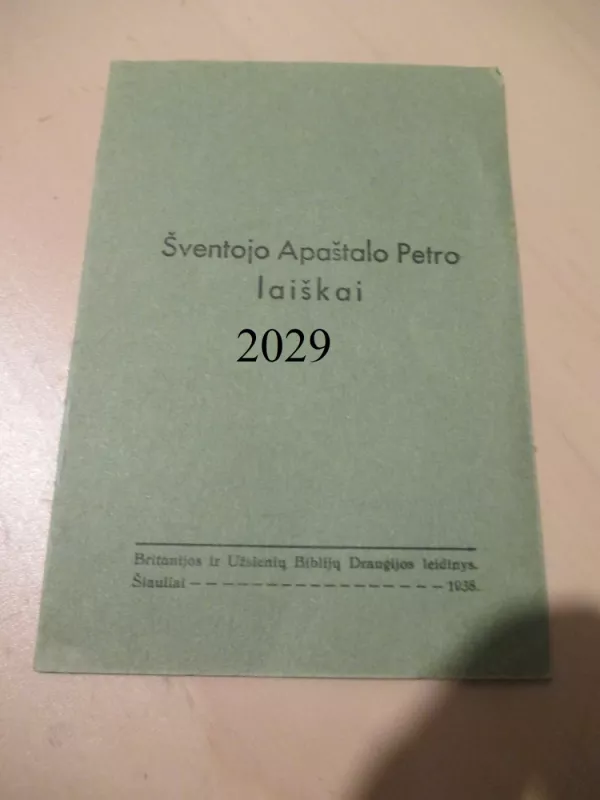 Šventojo Apaštalo Petro
laiškai
2029
Britanijos ir Užsienių Biblijų Draugijos leidinys.
Šiauliai – – – – – – – – – – – – – – – – – 1938.